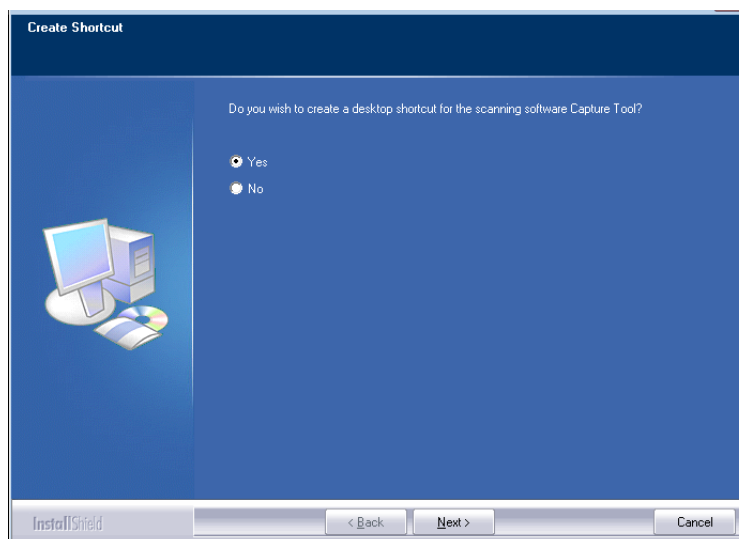 Create Shortcut
Do you wish to create a desktop shortcut for the scanning software Capture Tool?
Yes
No
InstallShield
< Back Next > Cancel